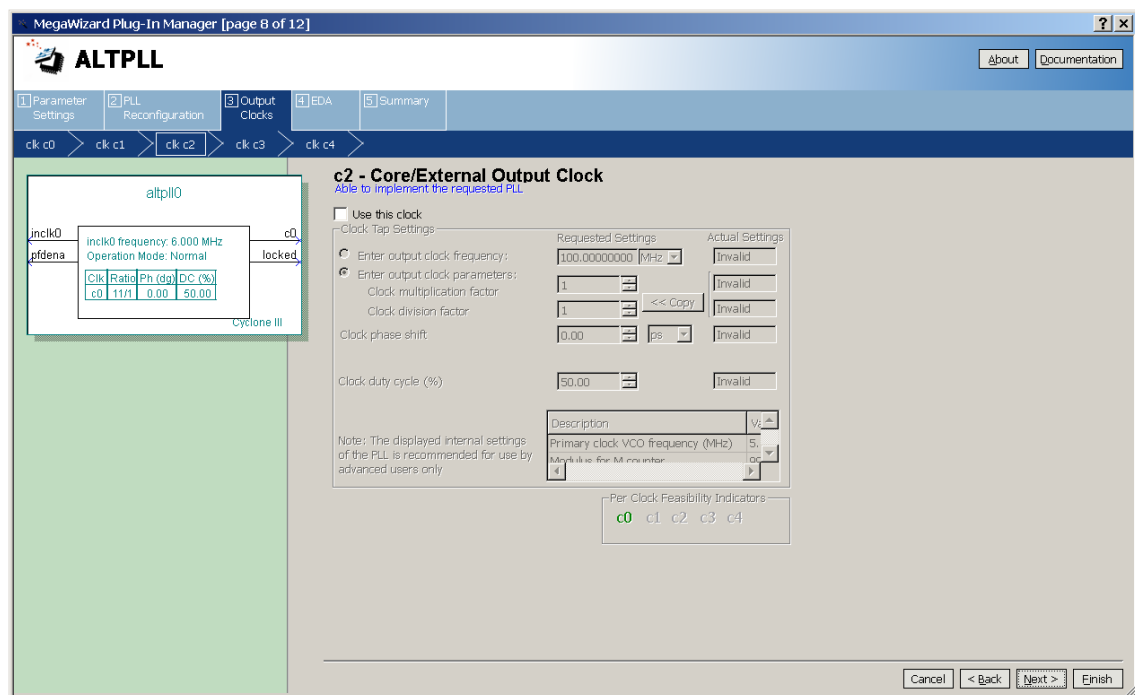 MegaWizard Plug-In Manager [page 8 of 12]
? ×
ALTPLL
About Documentation
1 Parameter Settings
2 PLL Reconfiguration
3 Output Clocks
4 EDA
5 Summary
clk c0 clk c1 clk c2 clk c3 clk c4
altpll0
inclk0 c0
pfdena locked
inclk0 frequency: 6.000 MHz
Operation Mode: Normal
Clk Ratio Ph (dg) DC (%)
c0 11/1 0.00 50.00
Cyclone III
c2 - Core/External Output Clock
Able to implement the requested PLL
Use this clock
Clock Tap Settings
Requested Settings Actual Settings
Enter output clock frequency: 100.00000000 MHz Invalid
Enter output clock parameters:
Clock multiplication factor 1 Invalid
<< Copy
Clock division factor 1 Invalid
Clock phase shift 0.00 ps Invalid
Clock duty cycle (%) 50.00 Invalid
Description
Primary clock VCO frequency (MHz) 5.
Modulus for M counter
Note: The displayed internal settings
of the PLL is recommended for use by
advanced users only
Per Clock Feasibility Indicators
c0 c1 c2 c3 c4
Cancel < Back Next > Finish